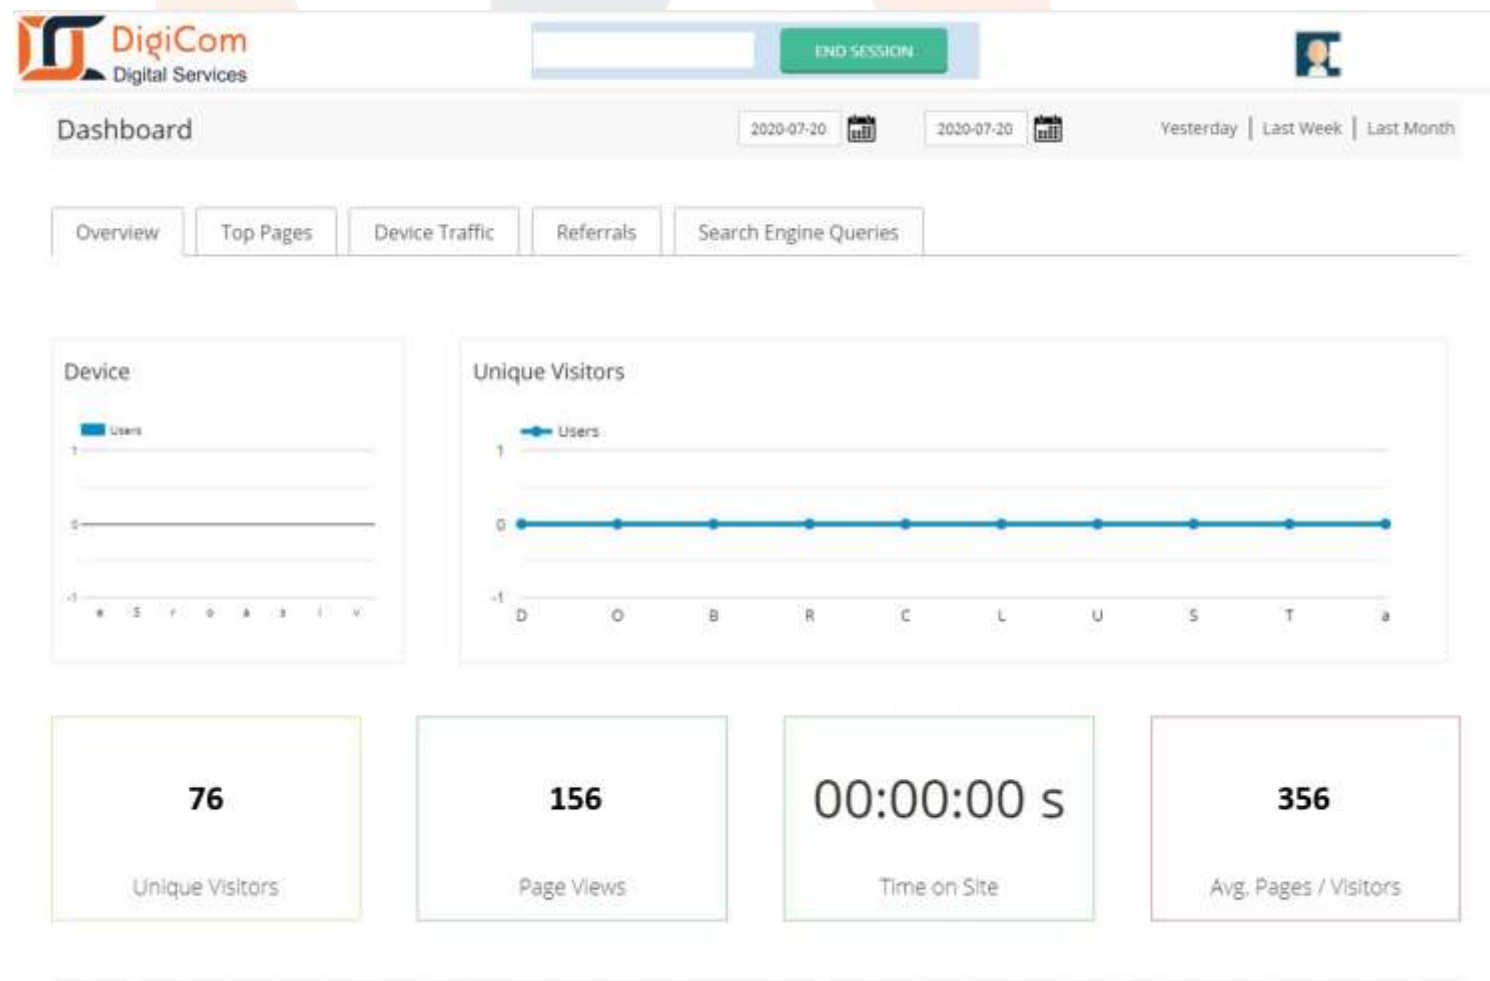 DigiCom
Digital Services
END SESSION
Dashboard
2020-07-20
2020-07-20
Yesterday | Last Week | Last Month
Overview
Top Pages
Device Traffic
Referrals
Search Engine Queries
Device
Users
1
0
-1
e S r o a s i v
Unique Visitors
Users
1
0
-1
D O B R C L U S T a
76
Unique Visitors
156
Page Views
00:00:00 s
Time on Site
356
Avg. Pages / Visitors